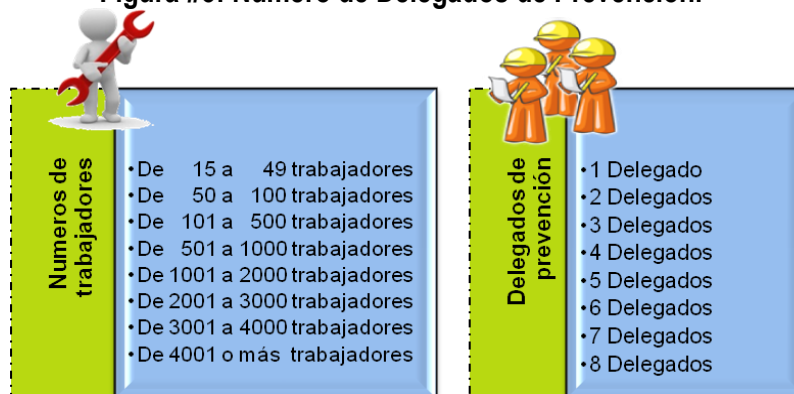 Figura #6. Número de Delegados de Prevención.
Numeros de
trabajadores
•De 15 a 49 trabajadores
•De 50 a 100 trabajadores
•De 101 a 500 trabajadores
•De 501 a 1000 trabajadores
•De 1001 a 2000 trabajadores
•De 2001 a 3000 trabajadores
•De 3001 a 4000 trabajadores
•De 4001 o más trabajadores
Delegados de
prevención
•1 Delegado
•2 Delegados
•3 Delegados
•4 Delegados
•5 Delegados
•6 Delegados
•7 Delegados
•8 Delegados